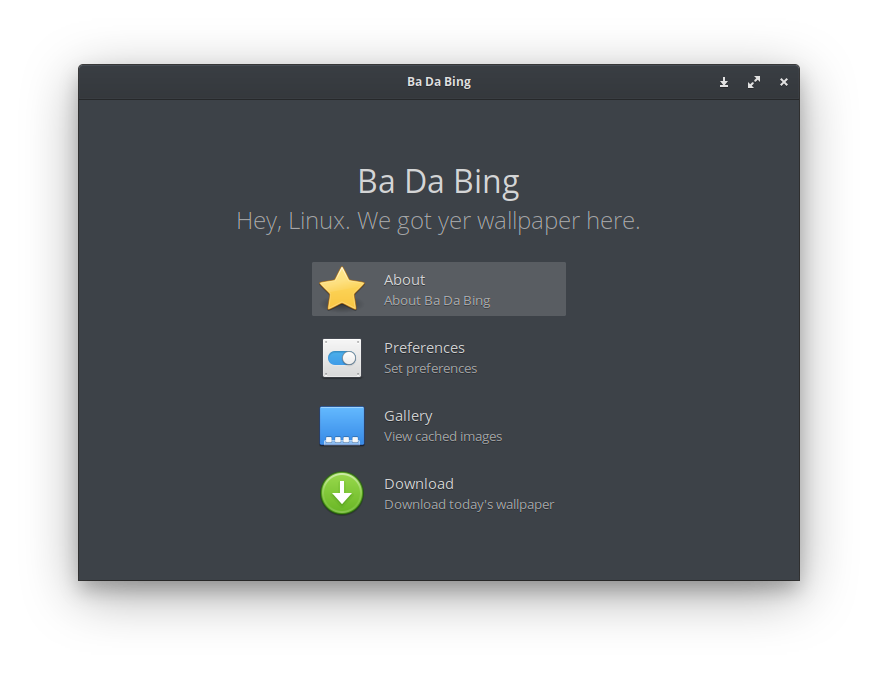 Ba Da Bing
Ba Da Bing
Hey, Linux. We got yer wallpaper here.
About
About Ba Da Bing
Preferences
Set preferences
Gallery
View cached images
Download
Download today's wallpaper